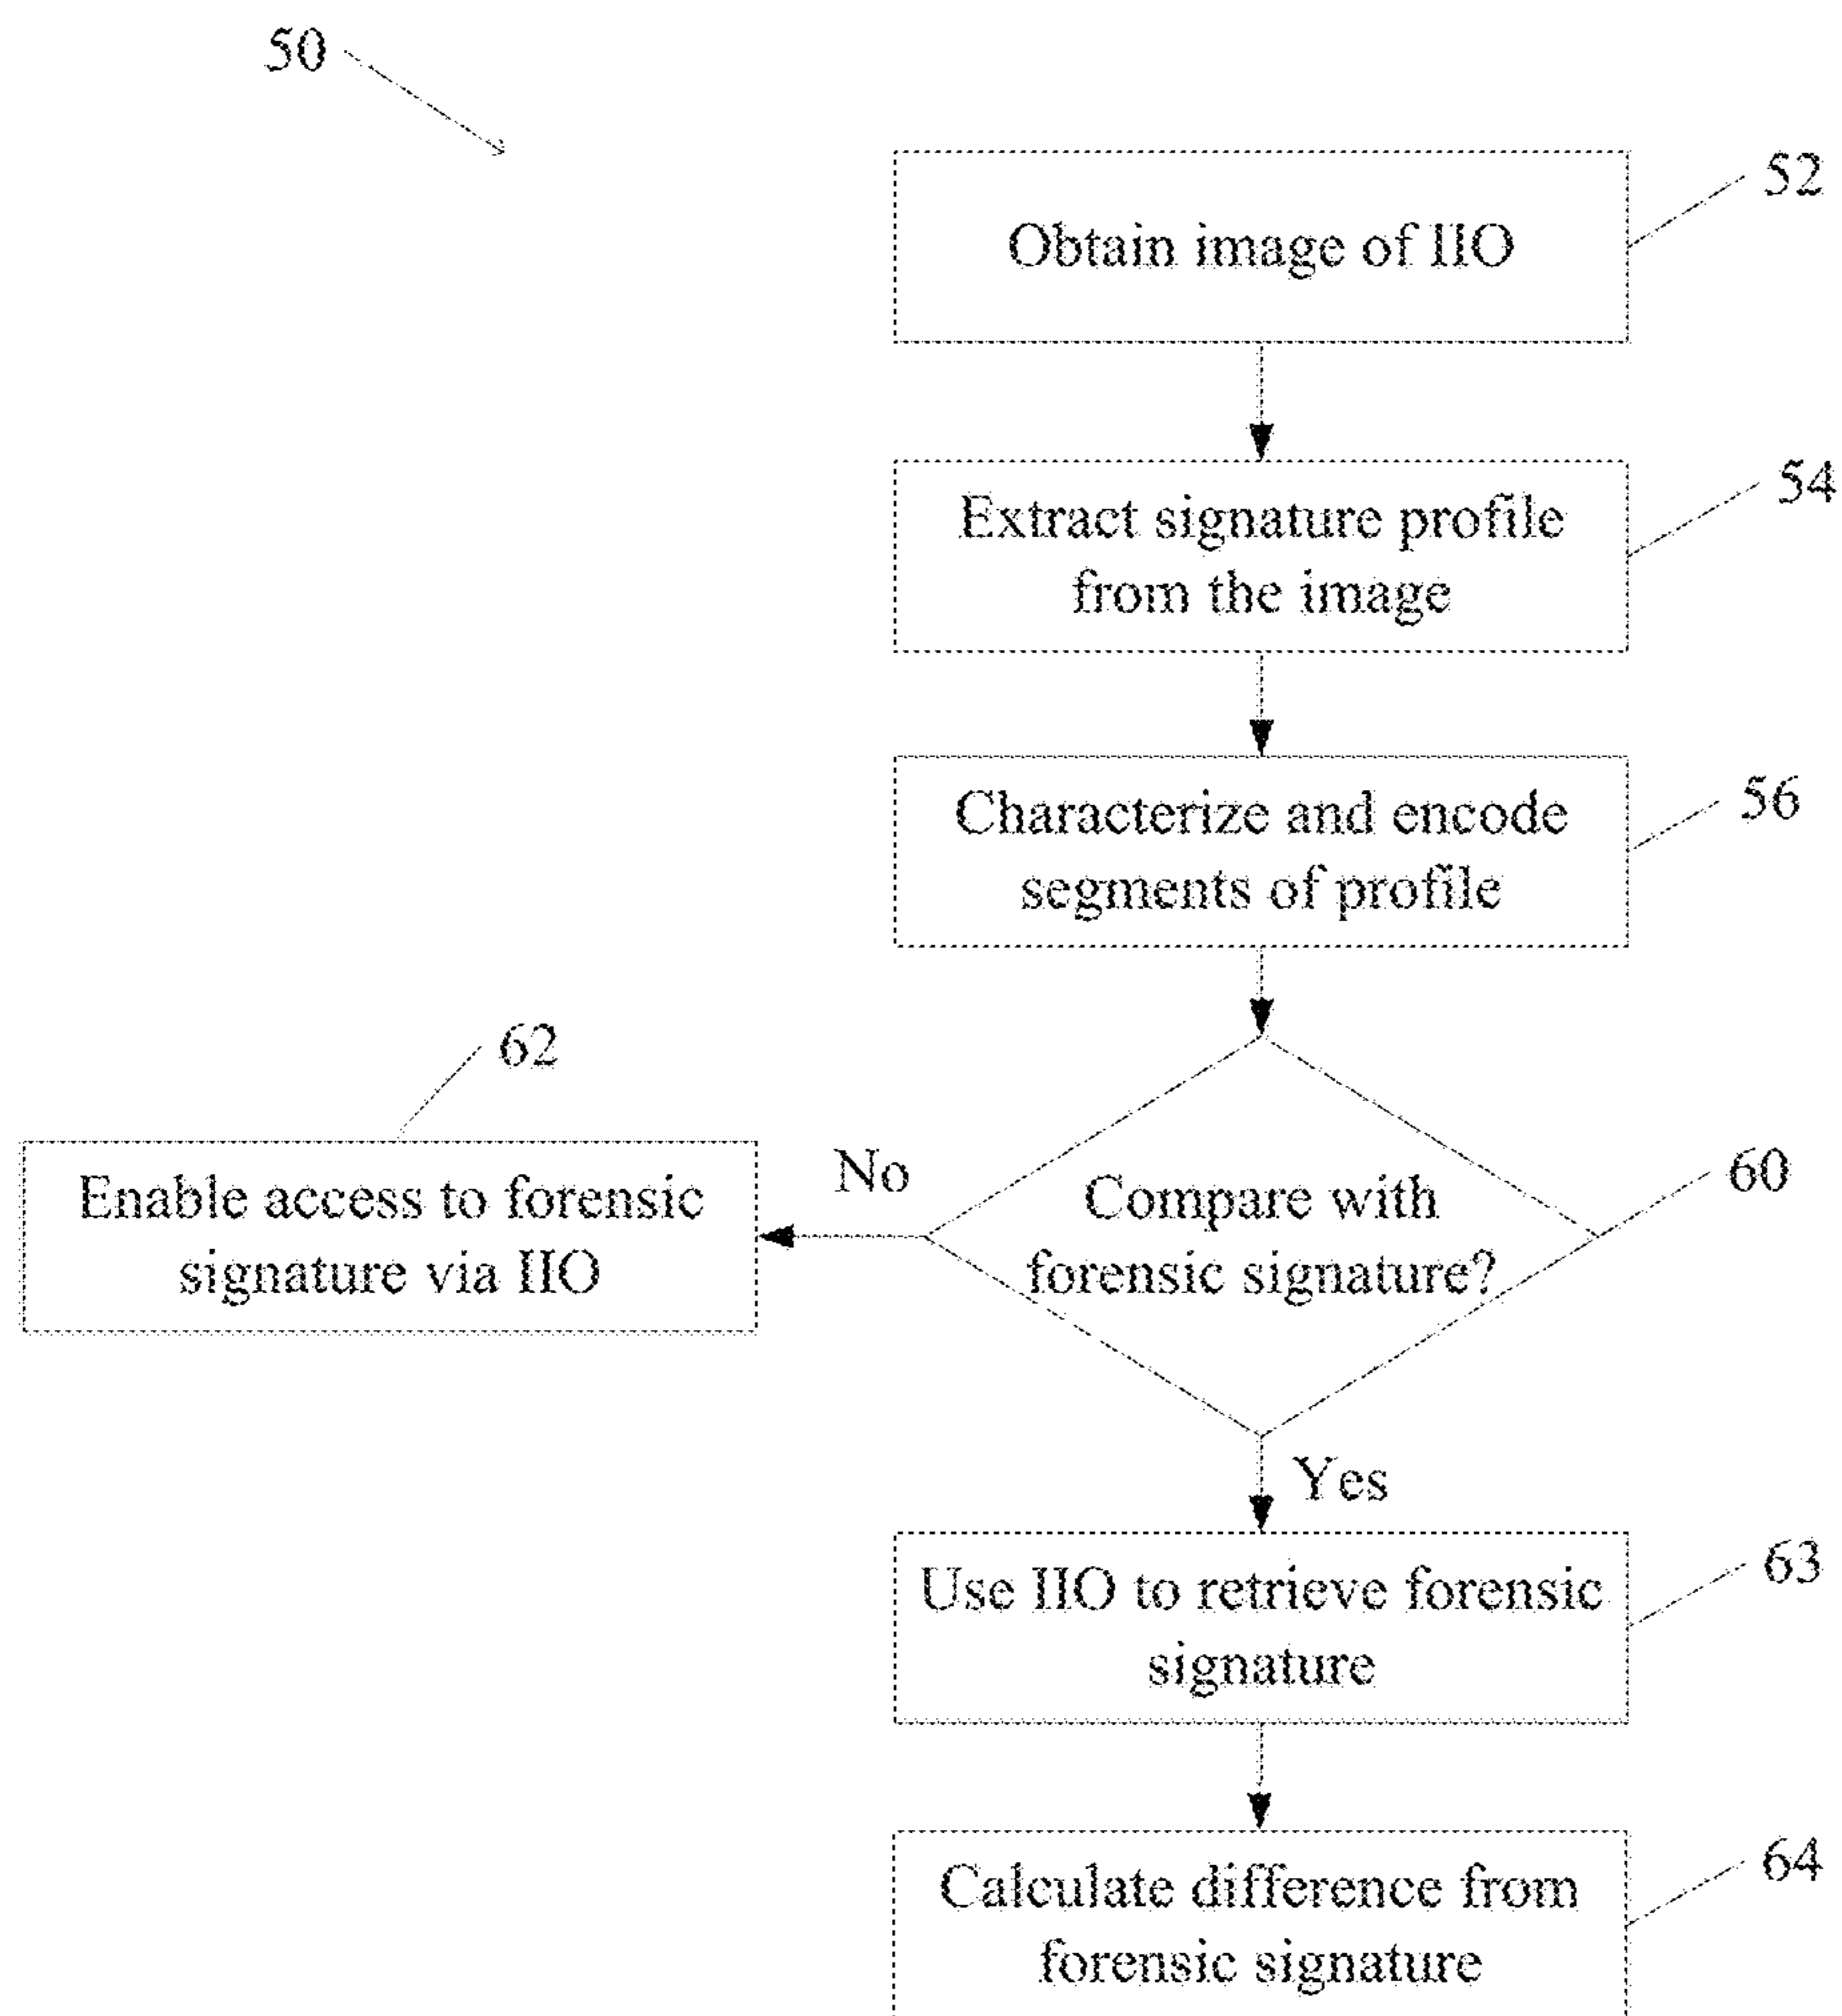 50
52
Obtain image of IIO
54
Extract signature profile
from the image
56
Characterize and encode
segments of profile
62
Enable access to forensic
signature via IIO
No
60
Compare with
forensic signature?
Yes
63
Use IIO to retrieve forensic
signature
64
Calculate difference from
forensic signature